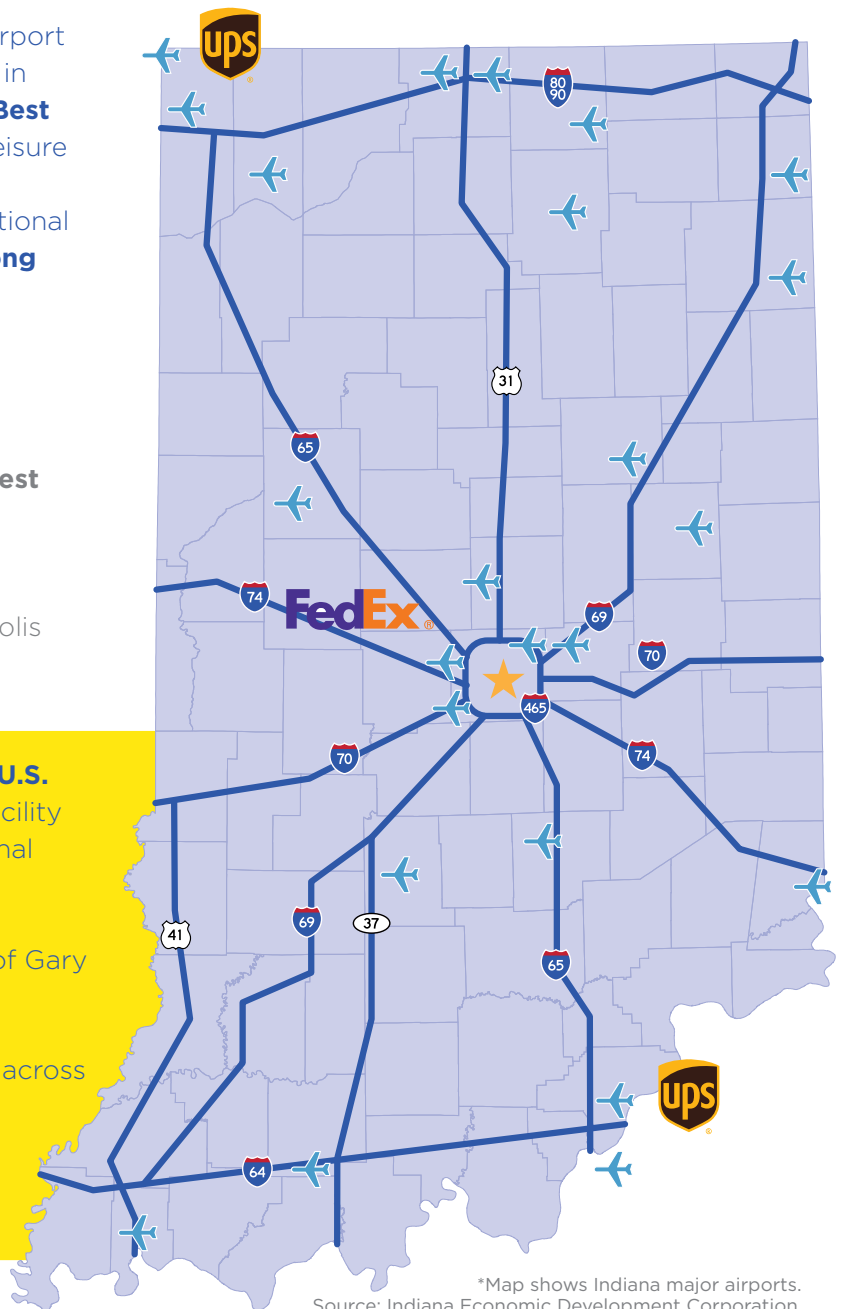 rport
in
Best
eisure
tional
ong
est
olis
U.S.
cility
nal
of Gary
across
ups
80
90
31
65
74
FedEx®
69
70
465
70
74
69
37
41
65
ups
64
*Map shows Indiana major airports.
Source: Indiana Economic Development Corporation